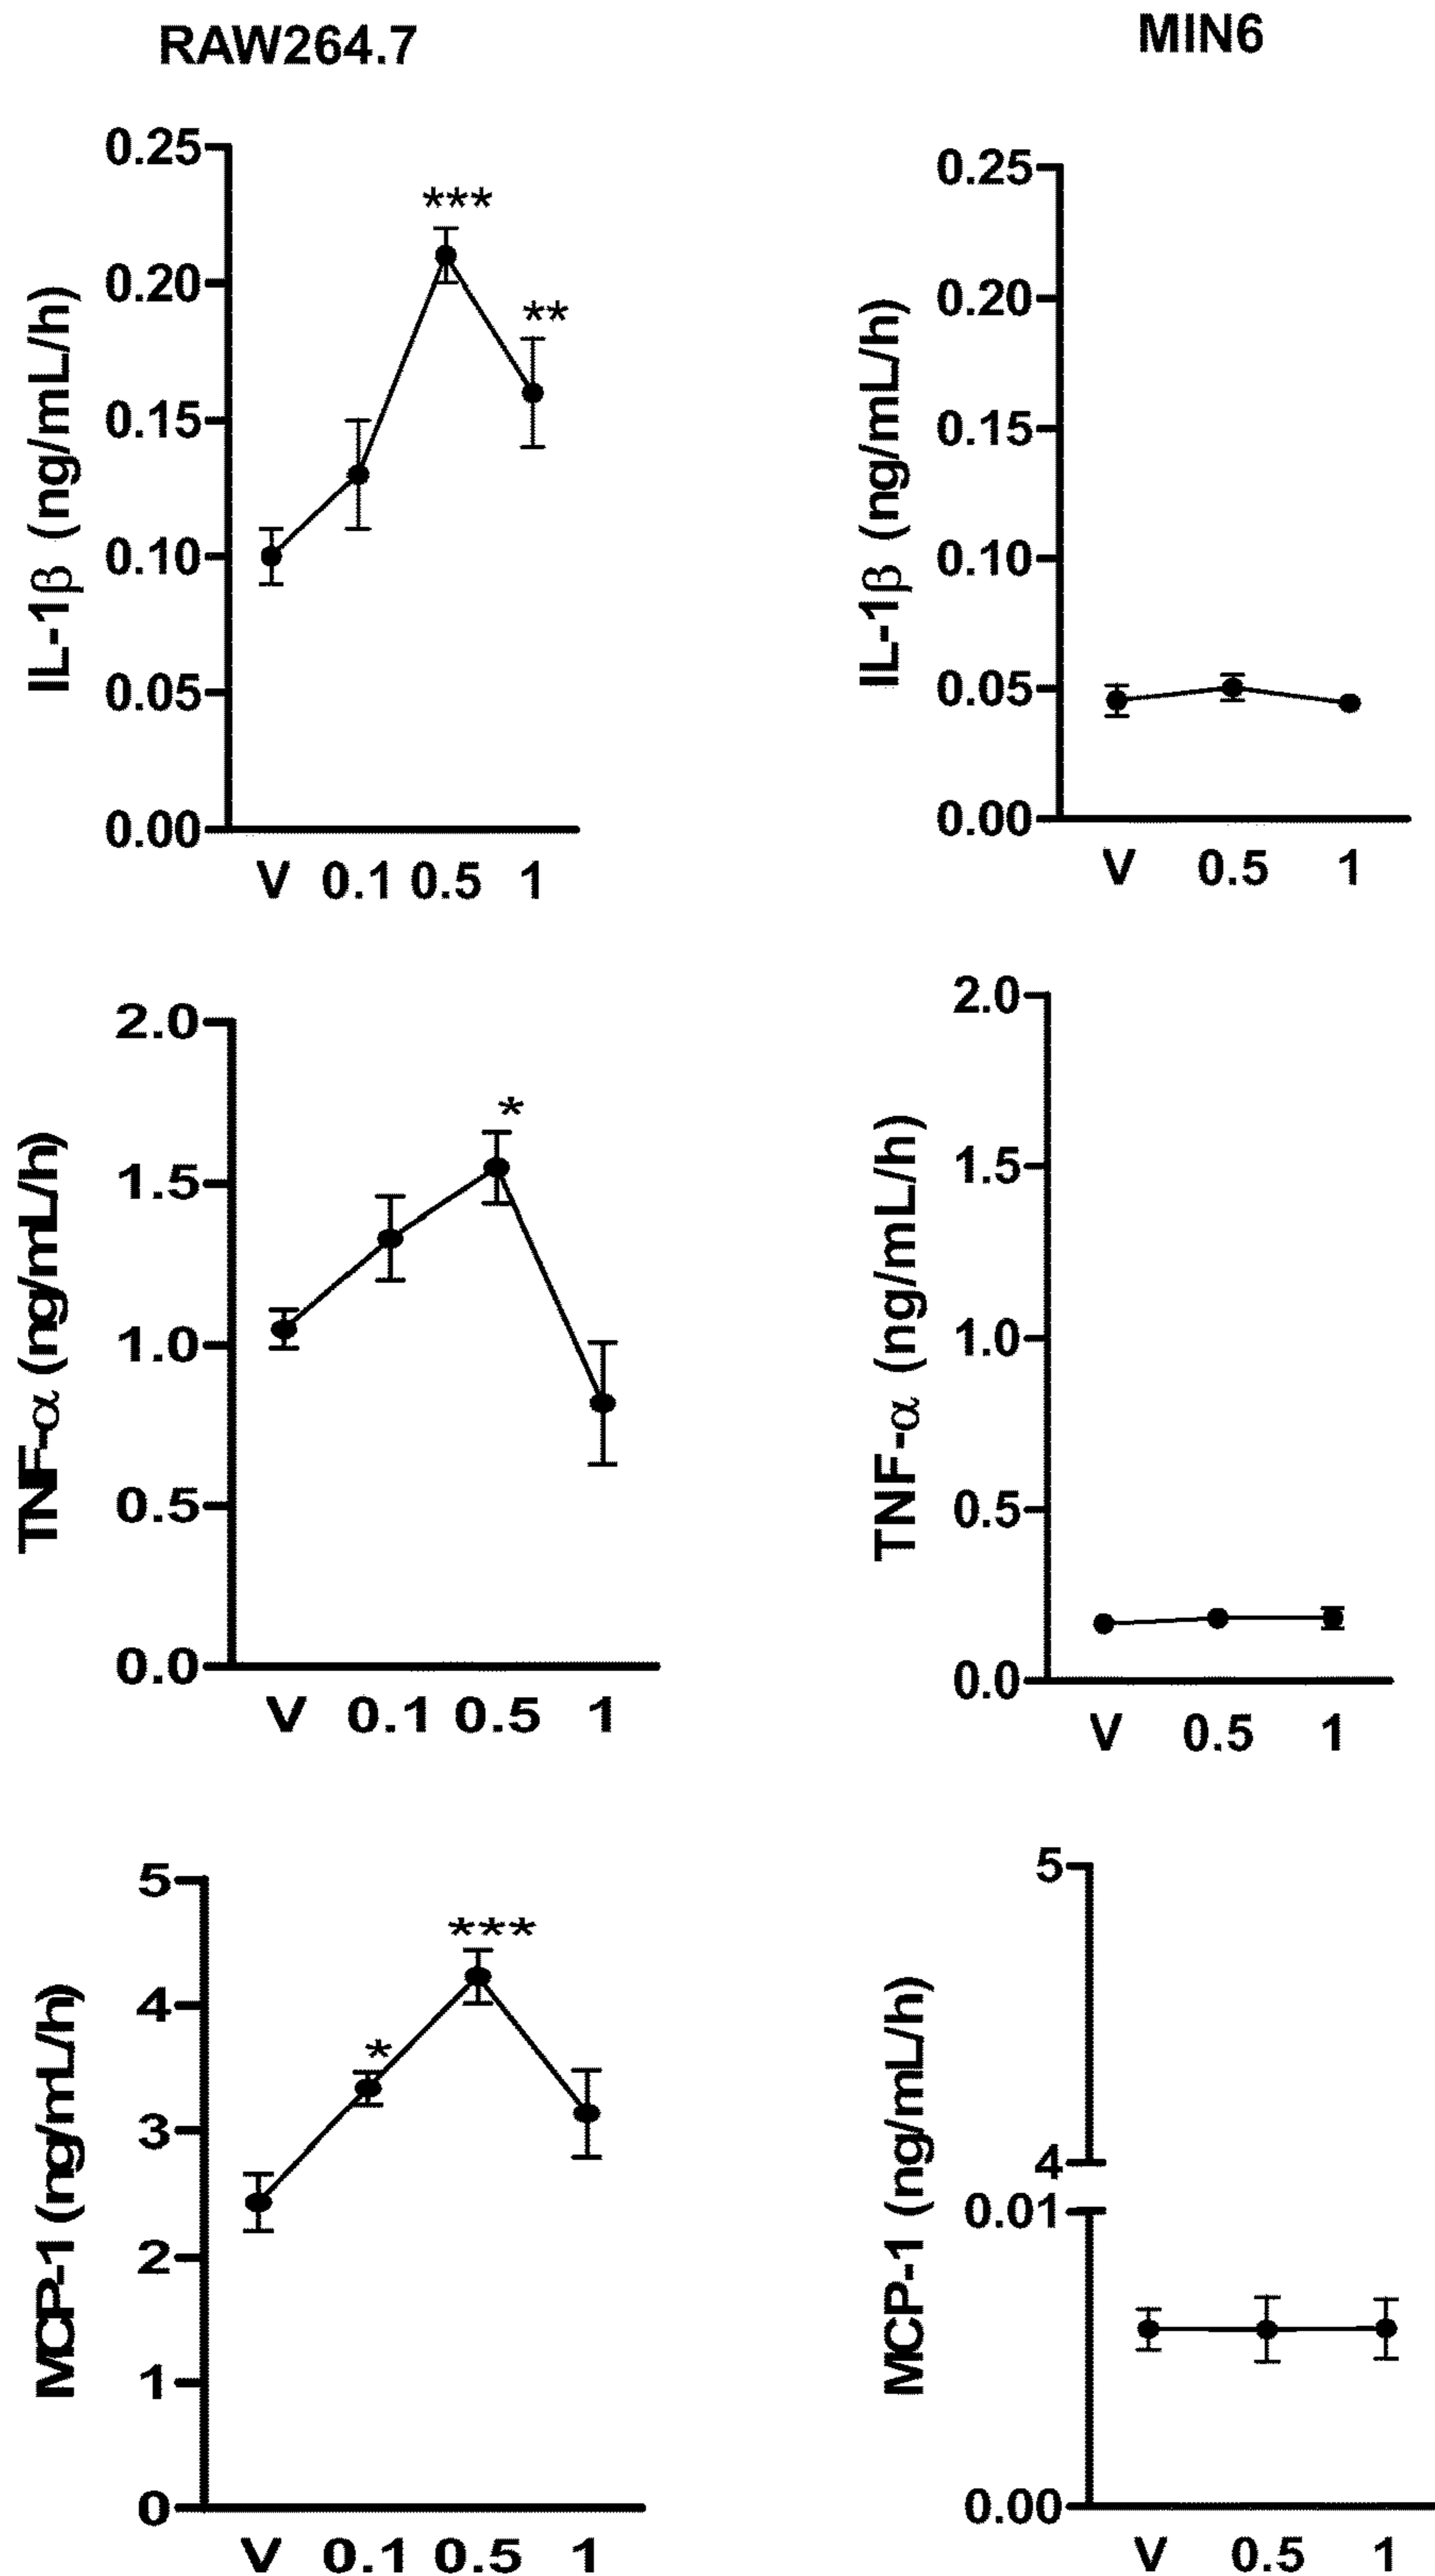 RAW264.7
MIN6
IL-1β (ng/mL/h)
0.25
0.20
0.15
0.10
0.05
0.00
***
**
V 0.1 0.5 1
IL-1β (ng/mL/h)
0.25
0.20
0.15
0.10
0.05
0.00
V 0.5 1
TNF-α (ng/mL/h)
2.0
1.5
1.0
0.5
0.0
*
V 0.1 0.5 1
TNF-α (ng/mL/h)
2.0
1.5
1.0
0.5
0.0
V 0.5 1
MCP-1 (ng/mL/h)
5
4
3
2
1
0
***
*
V 0.1 0.5 1
MCP-1 (ng/mL/h)
5
4
0.01
0.00
V 0.5 1